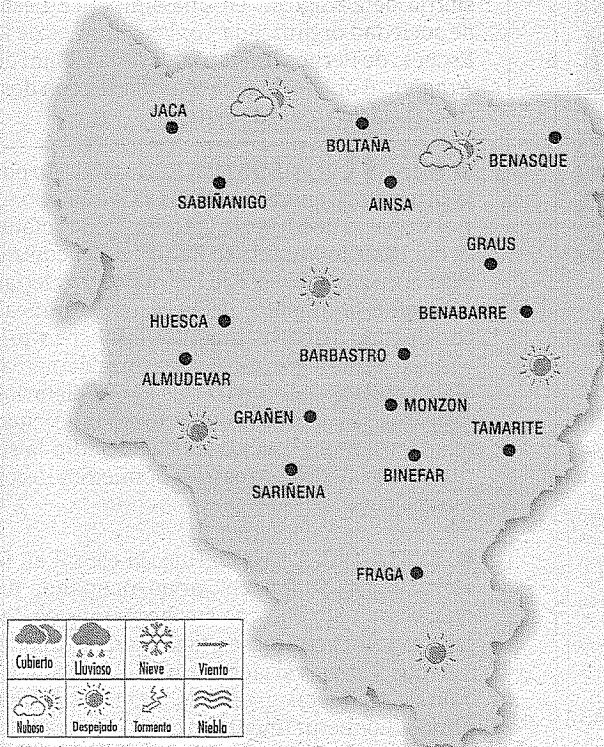 JACA
BOLTAÑA
BENASQUE
SABIÑANIGO
AINSA
GRAUS
HUESCA
BENABARRE
BARBASTRO
ALMUDEVAR
GRAÑEN
MONZON
TAMARITE
BINEFAR
SARIÑENA
FRAGA
Cubierto Lluvioso Nieve Viento
Nuboso Despejado Tormenta Niebla